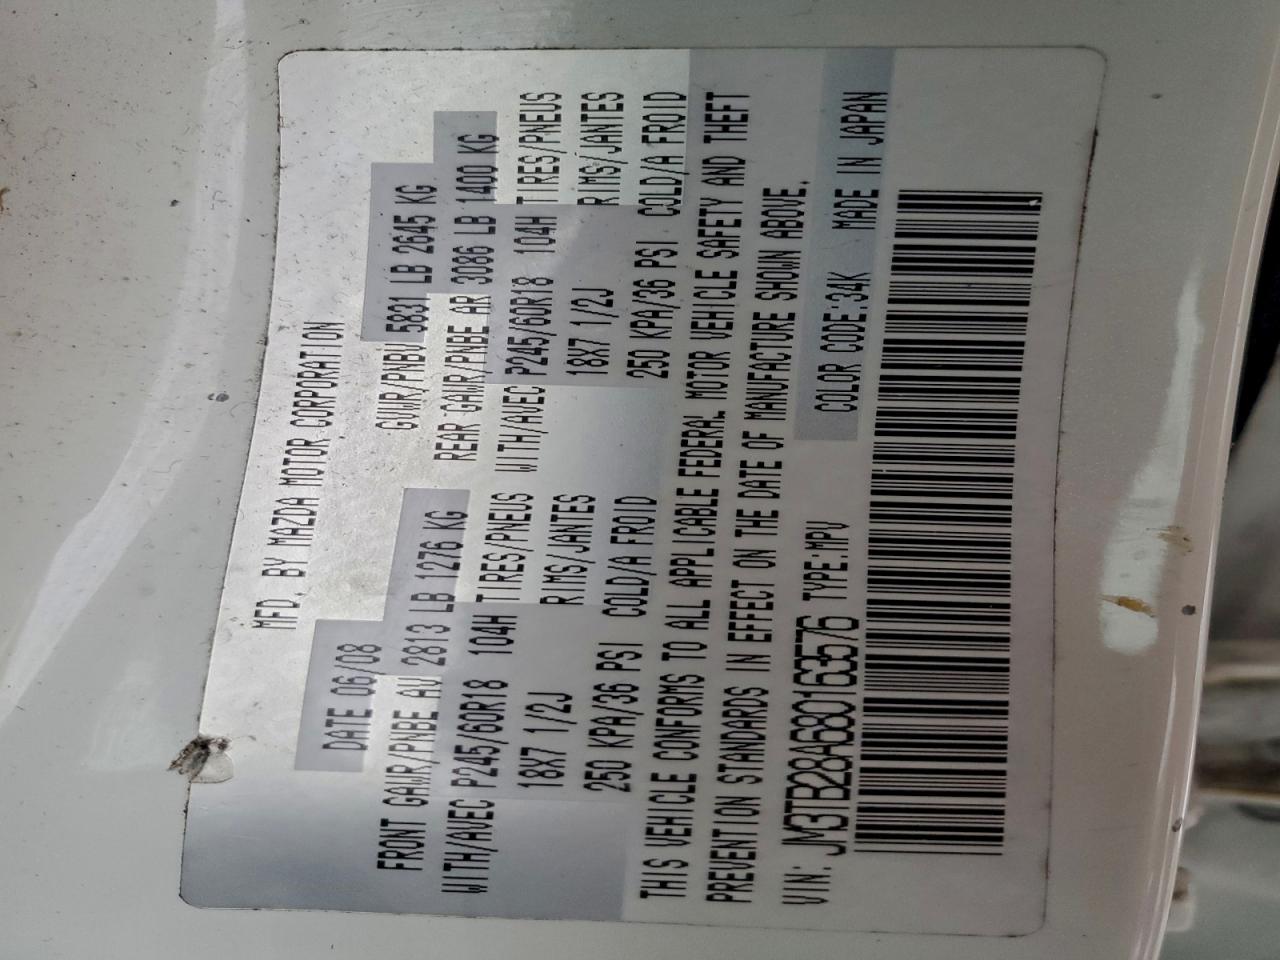 MFD. BY MAZDA MOTOR CORPORATION
DATE 06/08 GVWR/PNBV 5831 LB 2645 KG
FRONT GAWR/PNBE AV 2813 LB 1276 KG REAR GAWR/PNBE AR 3086 LB 1400 KG
WITH/AVEC P245/60R18 104H TIRES/PNEUS WITH/AVEC P245/60R18 104H TIRES/PNEUS
18X7 1/2J RIMS/JANTES 18X7 1/2J RIMS/JANTES
250 KPA/36 PSI COLD/A FROID 250 KPA/36 PSI COLD/A FROID
THIS VEHICLE CONFORMS TO ALL APPLICABLE FEDERAL MOTOR VEHICLE SAFETY AND THEFT
PREVENTION STANDARDS IN EFFECT ON THE DATE OF MANUFACTURE SHOWN ABOVE.
VIN: JM3TB28A680163576 TYPE:MPV COLOR CODE:34K MADE IN JAPAN